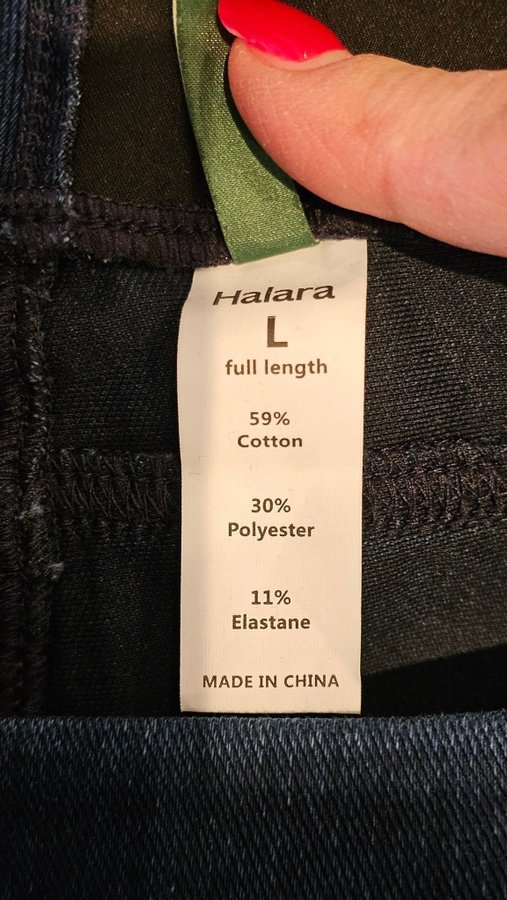 Halara
L
full length
59%
Cotton
30%
Polyester
11%
Elastane
MADE IN CHINA